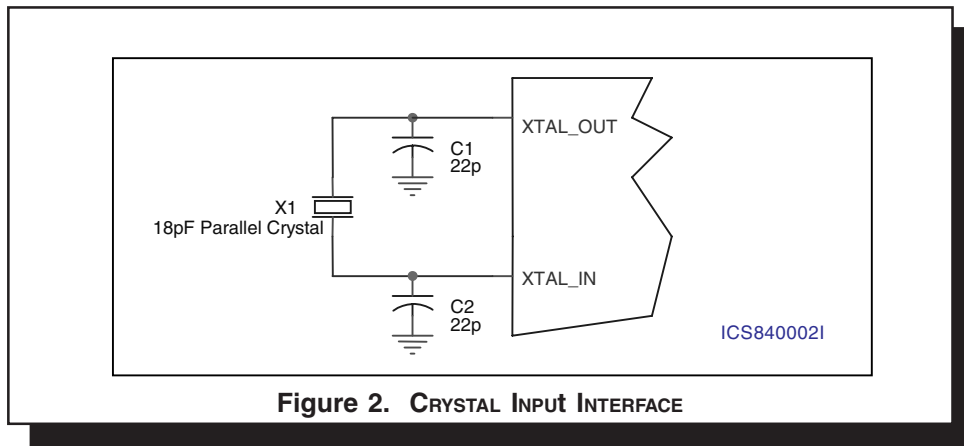 XTAL_OUT
C1
22p
X1
18pF Parallel Crystal
XTAL_IN
C2
22p
ICS840002I
Figure 2. CRYSTAL INPUt INTERFACE